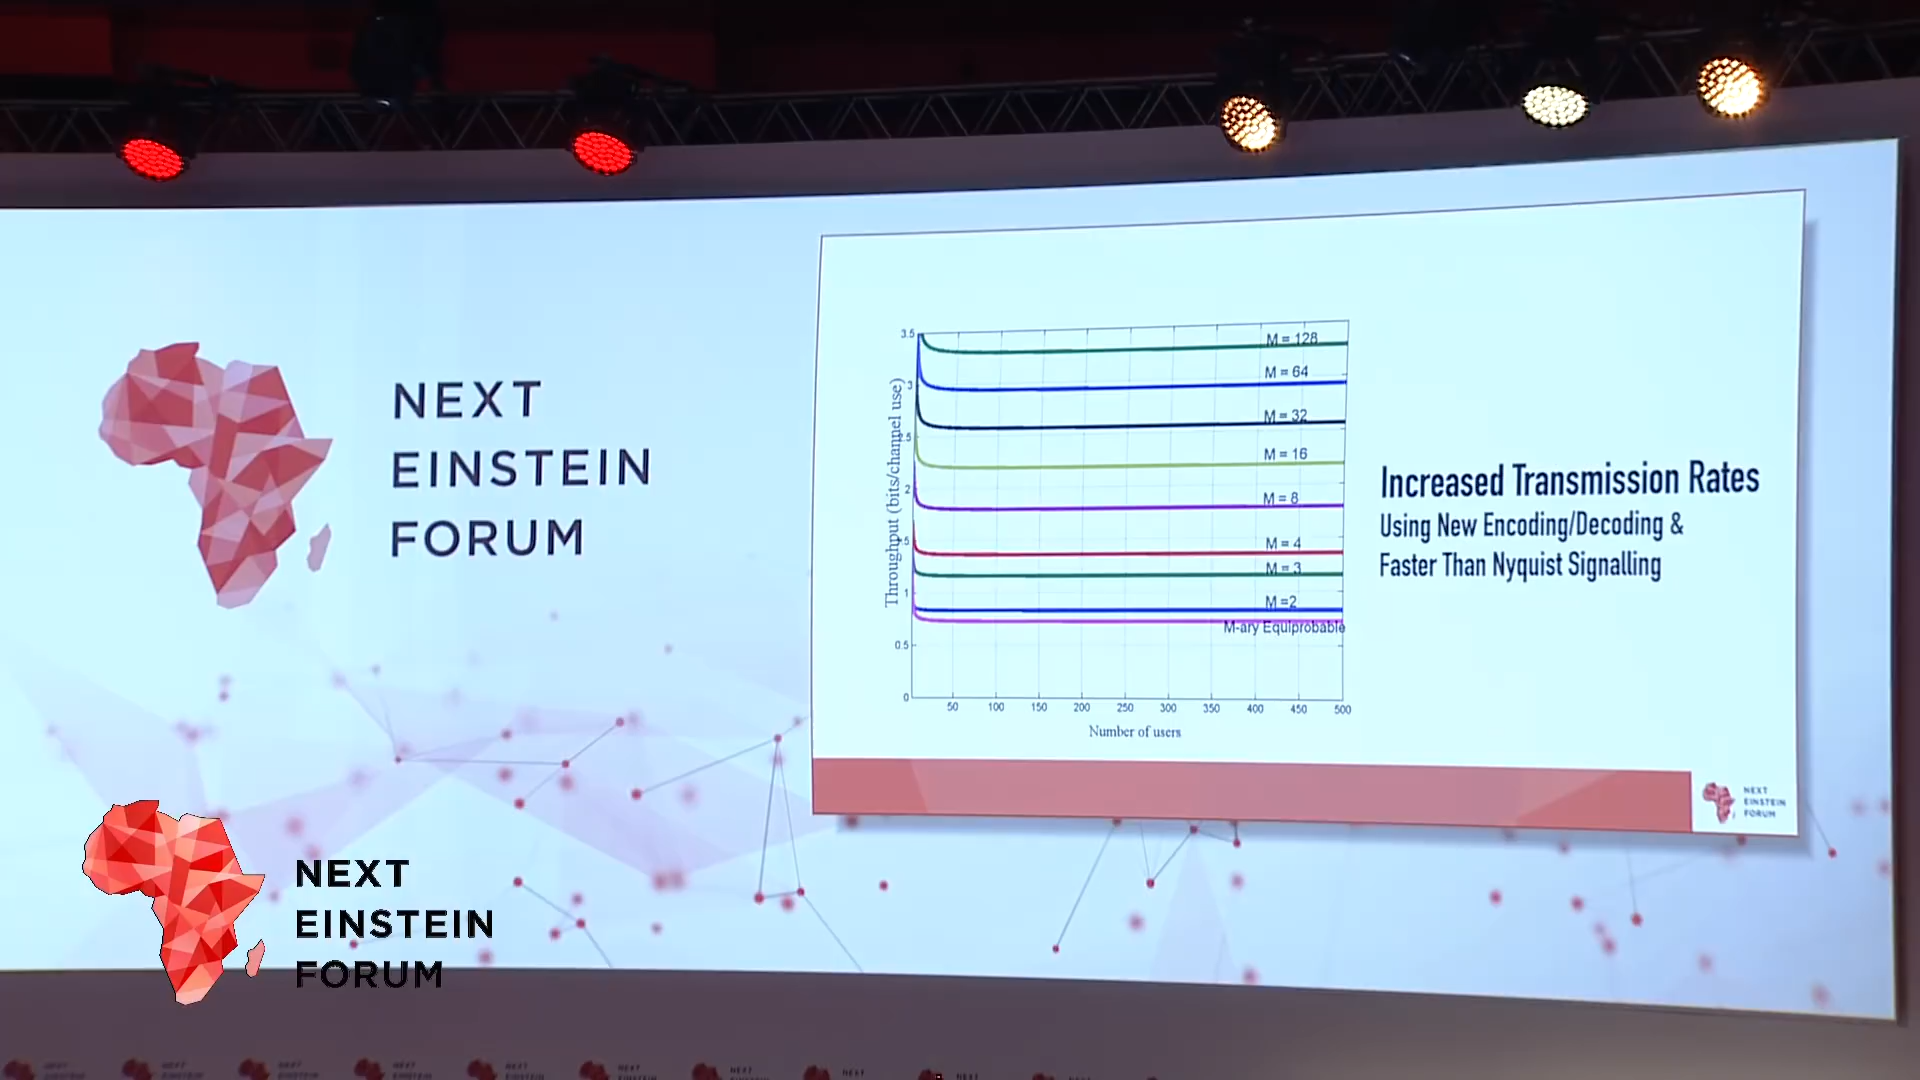 NEXT
EINSTEIN
FORUM
3.5
3
2.5
2
1.5
1
0.5
0
Throughput (bits/channel use)
M = 128
M = 64
M = 32
M = 16
M = 8
M = 4
M = 3
M =2
M-ary Equiprobable
50 100 150 200 250 300 350 400 450 500
Number of users
Increased Transmission Rates
Using New Encoding/Decoding &
Faster Than Nyquist Signalling
NEXT
EINSTEIN
FORUM
NEXT
EINSTEIN
FORUM